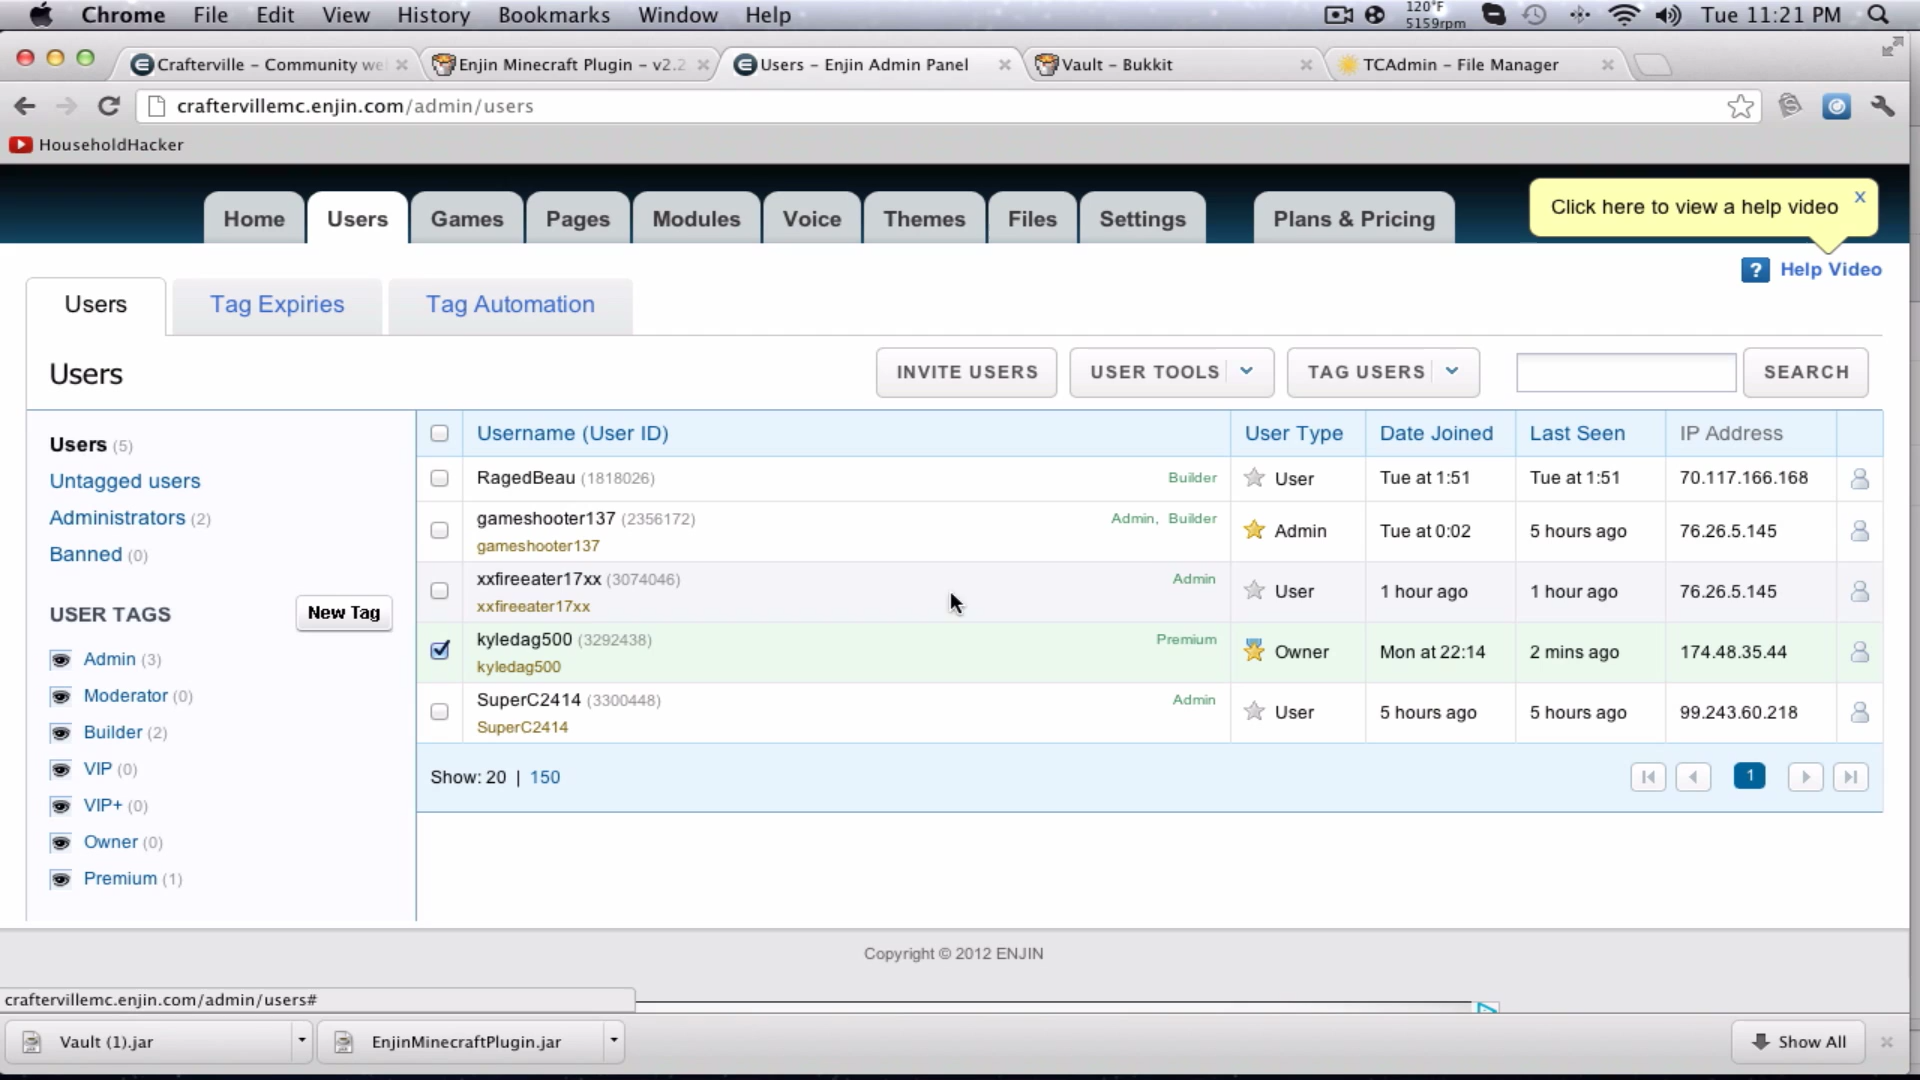 Chrome File Edit View History Bookmarks Window Help 120°F 5159rpm Tue 11:21 PM
Crafterville – Community we
Enjin Minecraft Plugin – v2.2
Users – Enjin Admin Panel
Vault – Bukkit
TCAdmin – File Manager
craftervillemc.enjin.com/admin/users
HouseholdHacker
Home Users Games Pages Modules Voice Themes Files Settings Plans & Pricing
Click here to view a help video x
? Help Video
Users Tag Expiries Tag Automation
Users INVITE USERS USER TOOLS TAG USERS SEARCH
Users (5)
Untagged users
Administrators (2)
Banned (0)
USER TAGS New Tag
Admin (3)
Moderator (0)
Builder (2)
VIP (0)
VIP+ (0)
Owner (0)
Premium (1)
Username (User ID) User Type Date Joined Last Seen IP Address
RagedBeau (1818026) Builder User Tue at 1:51 Tue at 1:51 70.117.166.168
gameshooter137 (2356172) Admin, Builder Admin Tue at 0:02 5 hours ago 76.26.5.145
gameshooter137
xxfireeater17xx (3074046) Admin User 1 hour ago 1 hour ago 76.26.5.145
xxfireeater17xx
kyledag500 (3292438) Premium Owner Mon at 22:14 2 mins ago 174.48.35.44
kyledag500
SuperC2414 (3300448) Admin User 5 hours ago 5 hours ago 99.243.60.218
SuperC2414
Show: 20 | 150 1
Copyright © 2012 ENJIN
craftervillemc.enjin.com/admin/users#
Vault (1).jar EnjinMinecraftPlugin.jar Show All